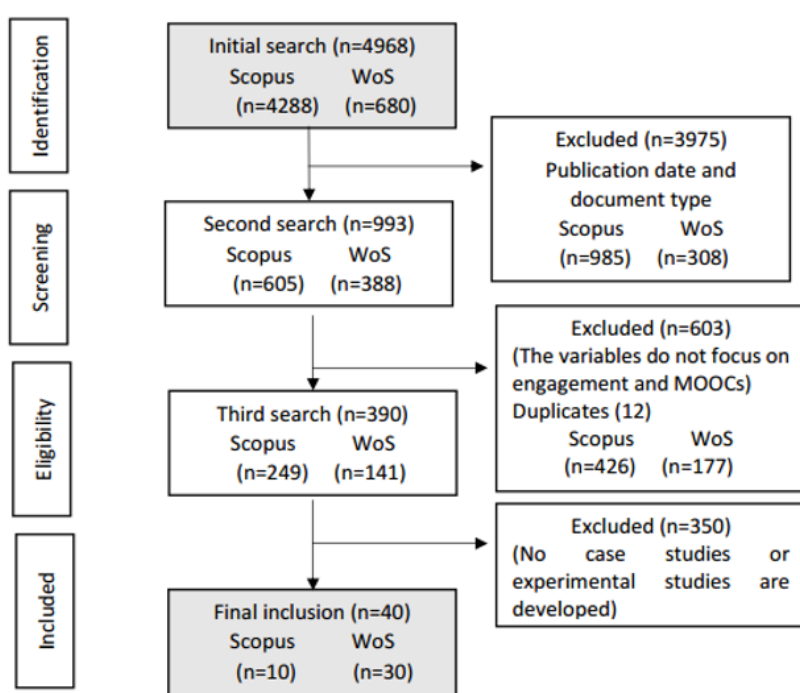 Identification
Initial search (n=4968)
Scopus WoS
(n=4288) (n=680)
Excluded (n=3975)
Publication date and
document type
Scopus WoS
(n=985) (n=308)
Screening
Second search (n=993)
Scopus WoS
(n=605) (n=388)
Excluded (n=603)
(The variables do not focus on
engagement and MOOCs)
Duplicates (12)
Scopus WoS
(n=426) (n=177)
Eligibility
Third search (n=390)
Scopus WoS
(n=249) (n=141)
Excluded (n=350)
(No case studies or
experimental studies are
developed)
Included
Final inclusion (n=40)
Scopus WoS
(n=10) (n=30)